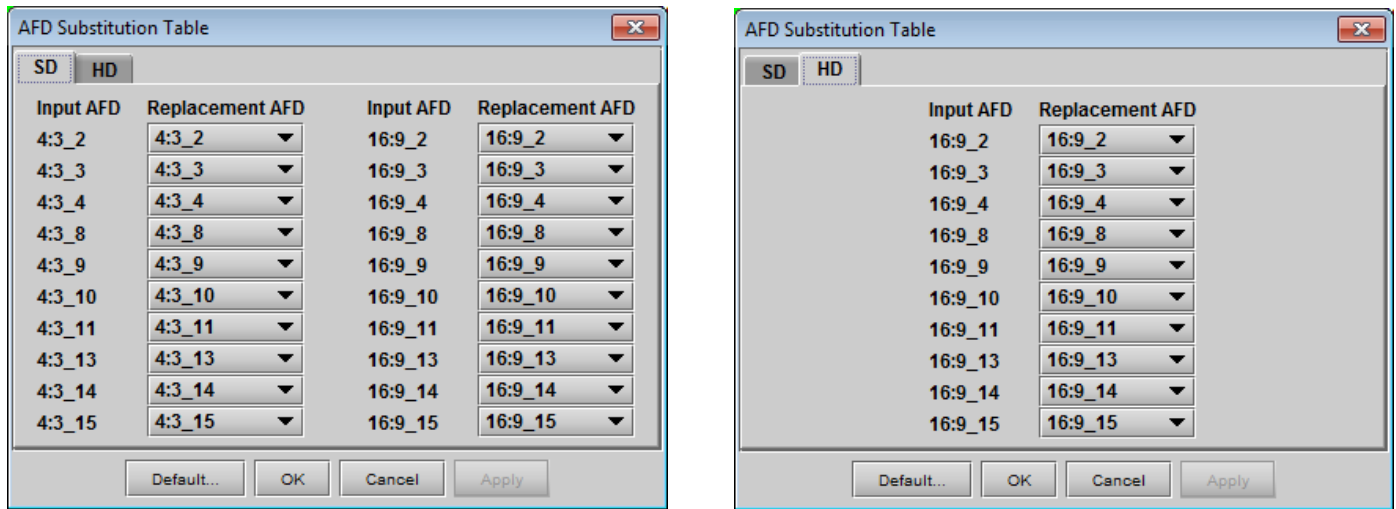 AFD Substitution Table
SD HD
Input AFD Replacement AFD Input AFD Replacement AFD
4:3_2 4:3_2 16:9_2 16:9_2
4:3_3 4:3_3 16:9_3 16:9_3
4:3_4 4:3_4 16:9_4 16:9_4
4:3_8 4:3_8 16:9_8 16:9_8
4:3_9 4:3_9 16:9_9 16:9_9
4:3_10 4:3_10 16:9_10 16:9_10
4:3_11 4:3_11 16:9_11 16:9_11
4:3_13 4:3_13 16:9_13 16:9_13
4:3_14 4:3_14 16:9_14 16:9_14
4:3_15 4:3_15 16:9_15 16:9_15
Default... OK Cancel Apply
AFD Substitution Table
SD HD
Input AFD Replacement AFD
16:9_2 16:9_2
16:9_3 16:9_3
16:9_4 16:9_4
16:9_8 16:9_8
16:9_9 16:9_9
16:9_10 16:9_10
16:9_11 16:9_11
16:9_13 16:9_13
16:9_14 16:9_14
16:9_15 16:9_15
Default... OK Cancel Apply